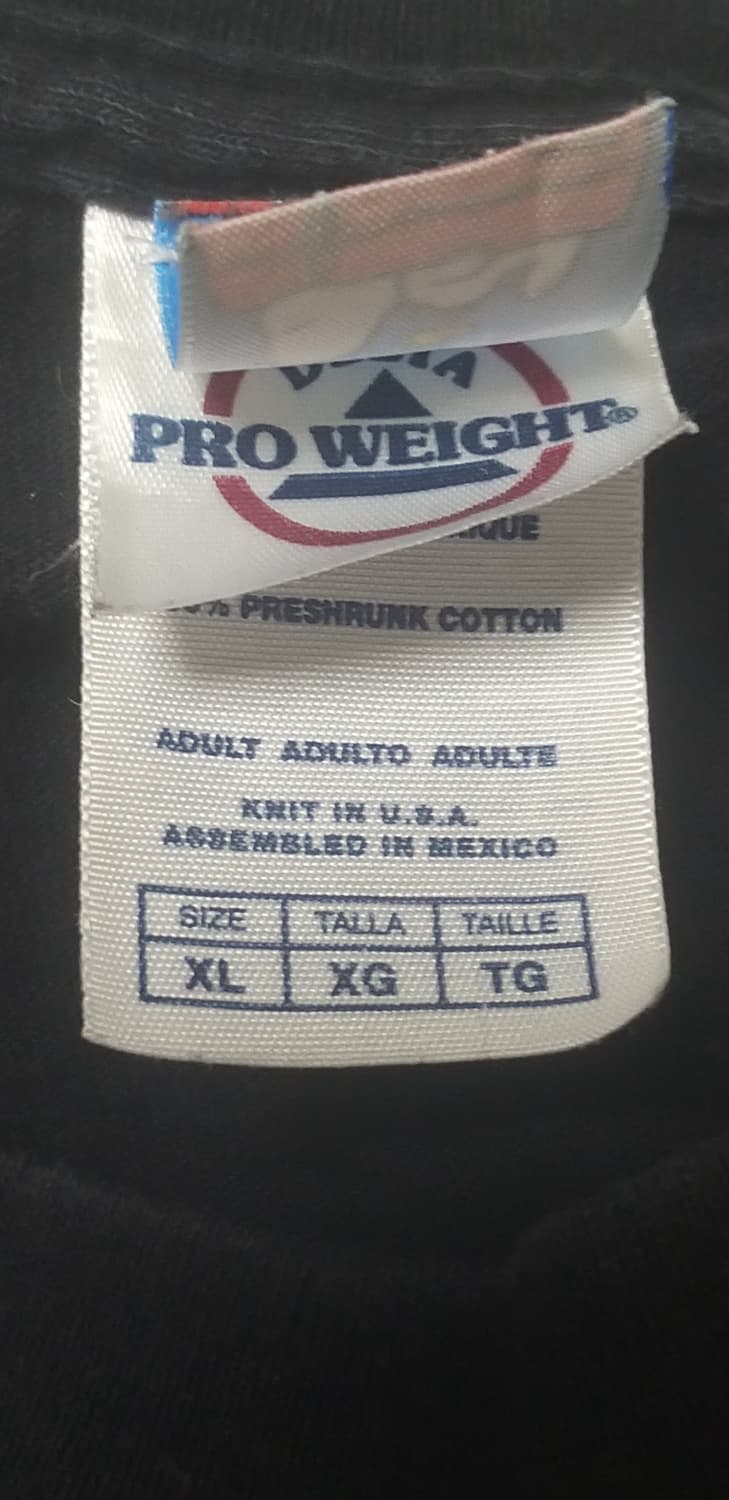 PRO WEIGHT®
PRESHRUNK COTTON
ADULT ADULTO ADULTE
KNIT IN U.S.A.
ASSEMBLED IN MEXICO
SIZE TALLA TAILLE
XL XG TG